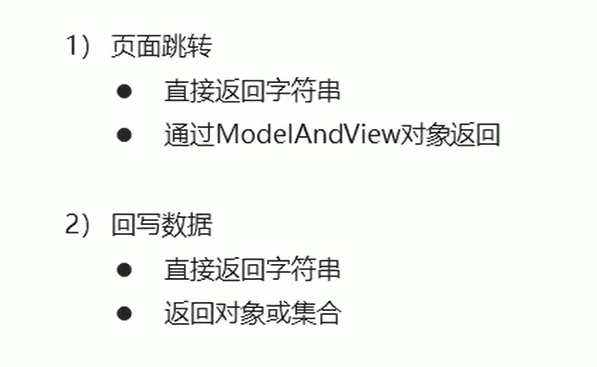 1） 页面跳转
● 直接返回字符串
● 通过ModelAndView对象返回
2） 回写数据
● 直接返回字符串
● 返回对象或集合